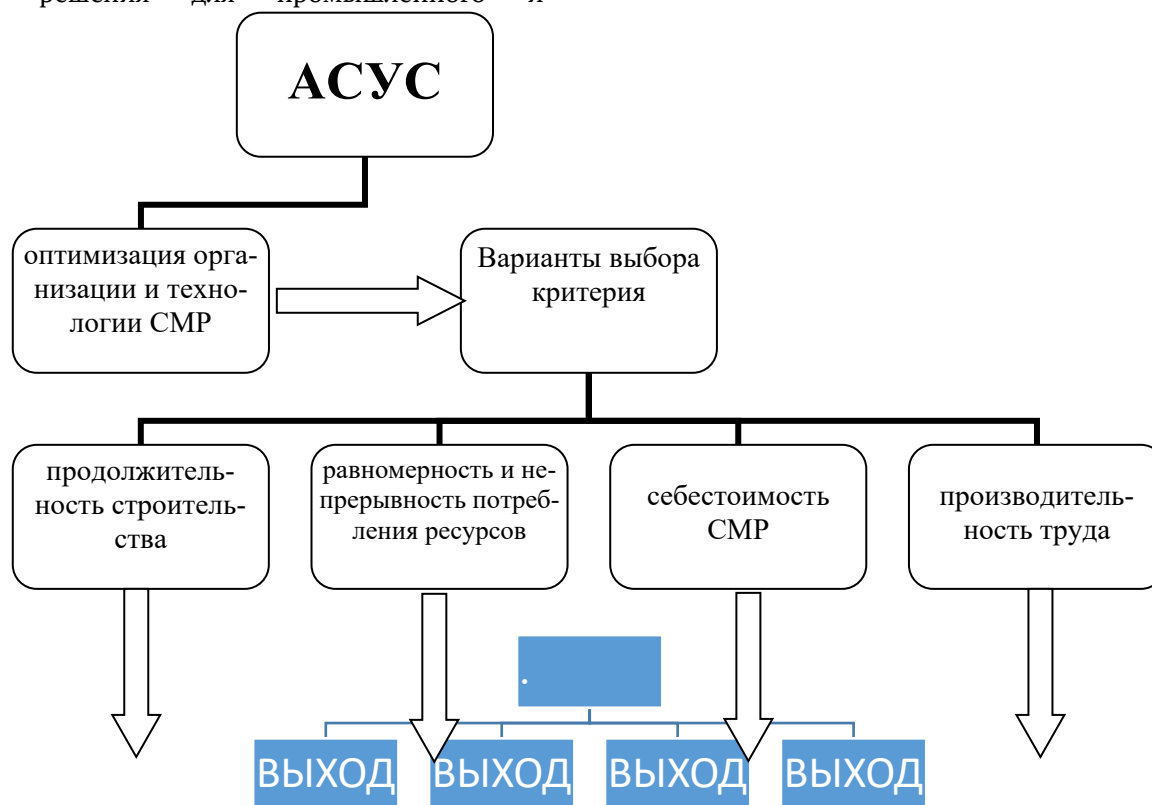 решения для промышленного и
АСУС
оптимизация орга-
низации и техно-
логии СМР
Варианты выбора
критерия
продолжитель-
ность строитель-
ства
равномерность и не-
прерывность потреб-
ления ресурсов
себестоимость
СМР
производитель-
ность труда
.
ВЫХОД
ВЫХОД
ВЫХОД
ВЫХОД